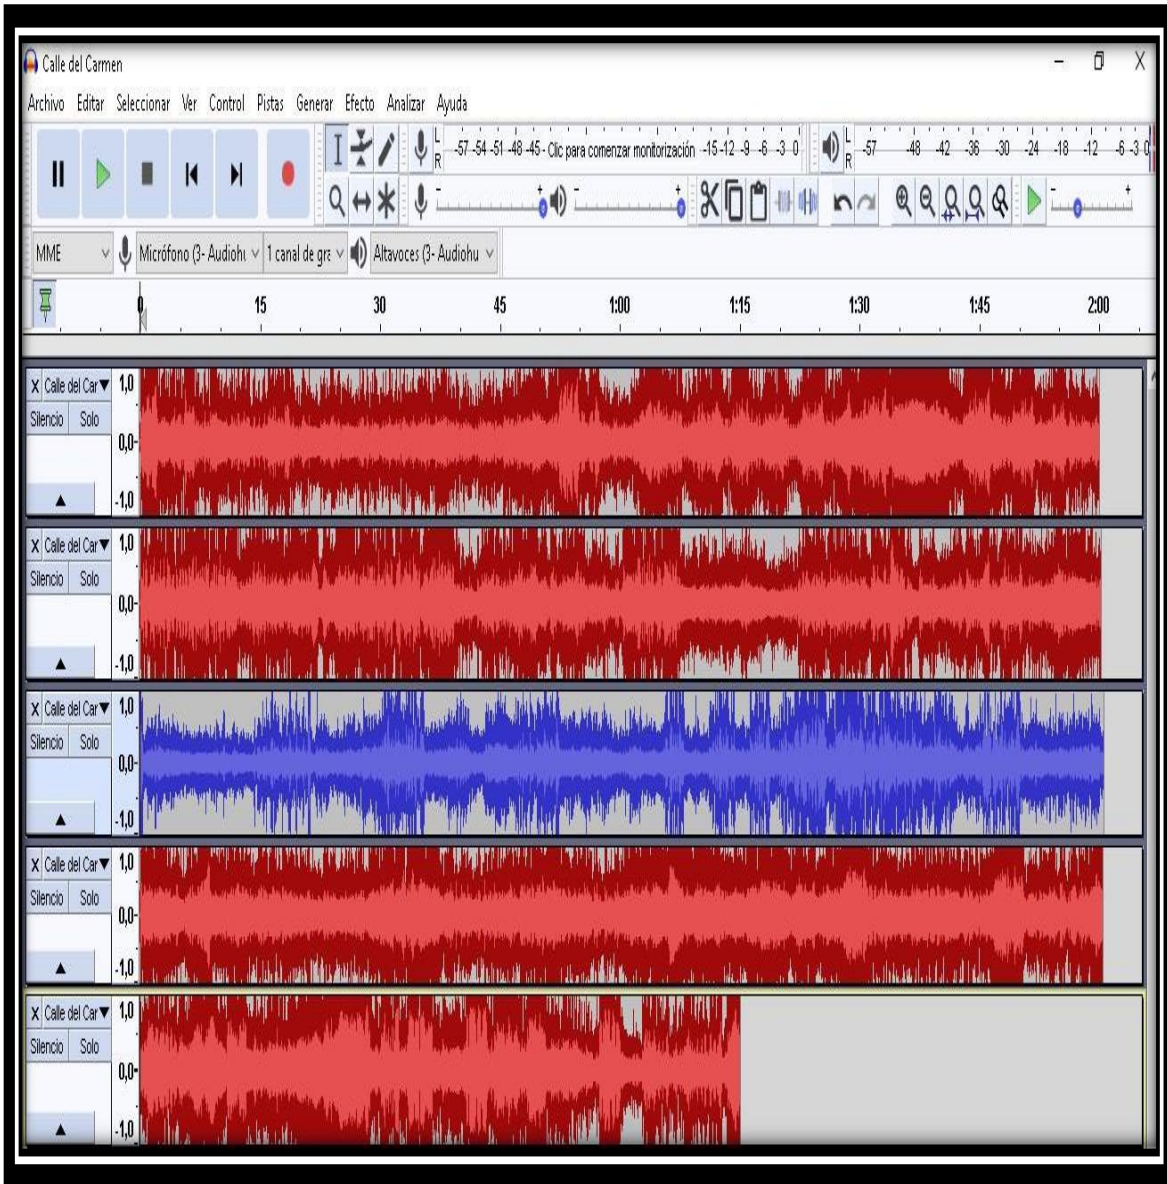 Calle del Carmen
Archivo Editar Seleccionar Ver Control Pistas Generar Efecto Analizar Ayuda
L
R
-57 -54 -51 -48 -45 - Clic para comenzar monitorización -15 -12 -9 -6 -3 0
L
R
-57 -48 -42 -36 -30 -24 -18 -12 -6 -3 0
- + - + - +
MME Micrófono (3- Audiohu 1 canal de gra Altavoces (3- Audiohu
0 15 30 45 1:00 1:15 1:30 1:45 2:00
X Calle del Car▼ 1,0
Silencio Solo
0,0-
▲ -1,0
X Calle del Car▼ 1,0
Silencio Solo
0,0-
▲ -1,0
X Calle del Car▼ 1,0
Silencio Solo
0,0-
▲ -1,0
X Calle del Car▼ 1,0
Silencio Solo
0,0-
▲ -1,0
X Calle del Car▼ 1,0
Silencio Solo
0,0-
▲ -1,0